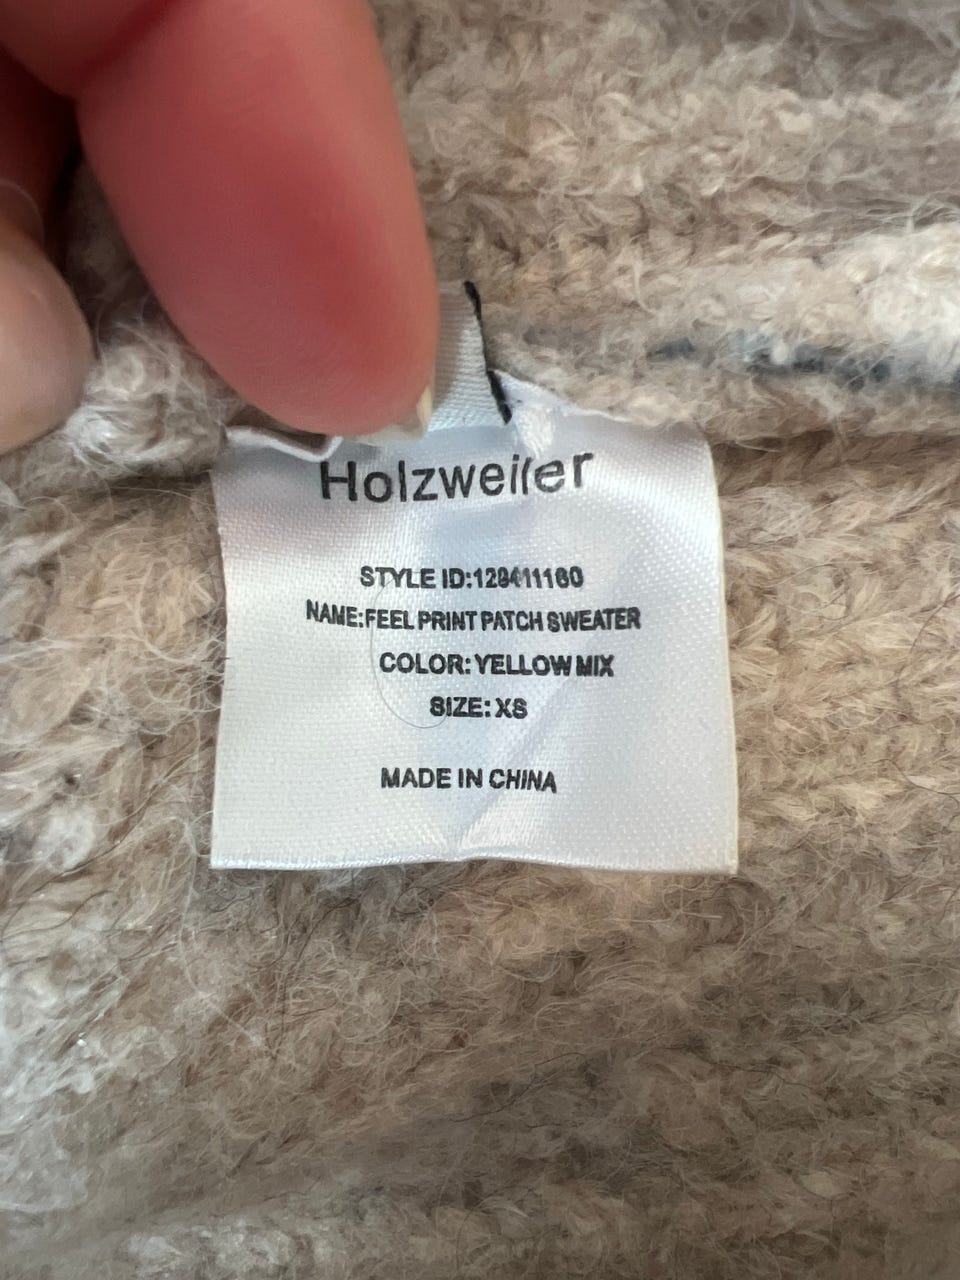 Holzweiler
STYLE ID:128411160
NAME:FEEL PRINT PATCH SWEATER
COLOR: YELLOW MIX
SIZE: XS
MADE IN CHINA